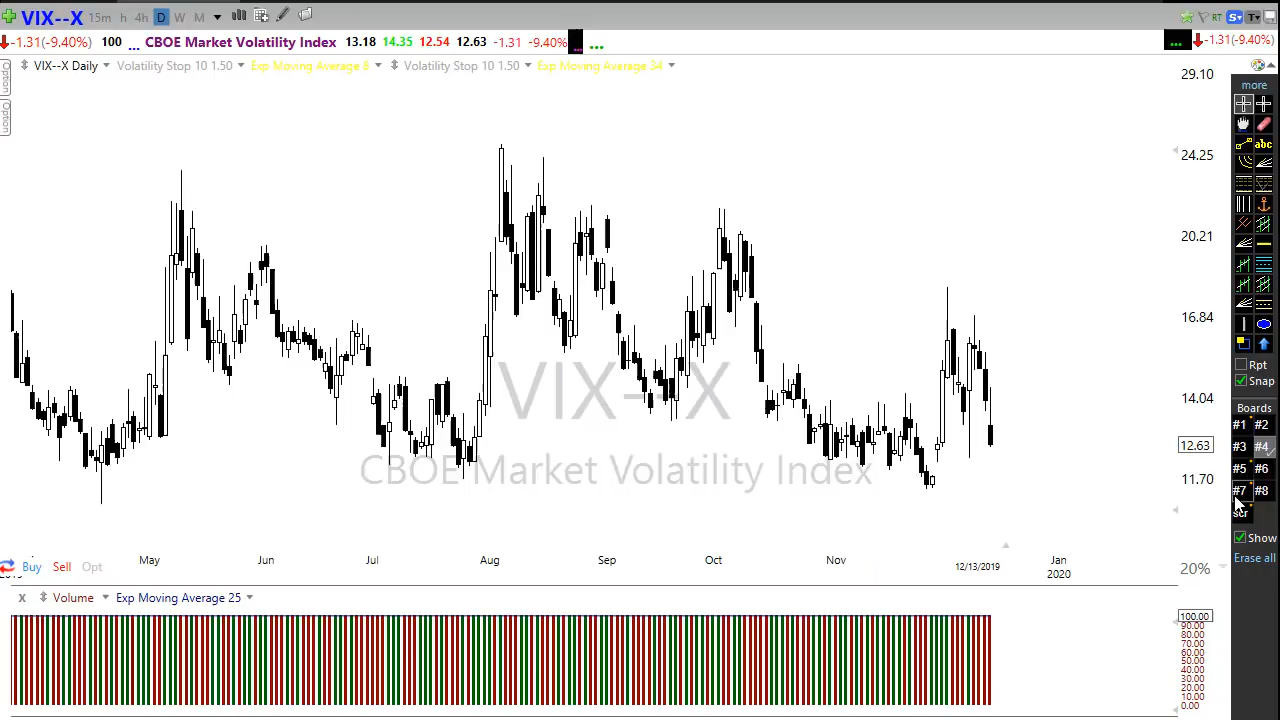 VIX--X 15m h 4h D W M RT S T
-1.31(-9.40%) 100 ... CBOE Market Volatility Index 13.18 14.35 12.54 12.63 -1.31 -9.40% ... ... ... -1.31(-9.40%)
VIX--X Daily Volatility Stop 10 1.50 Exp Moving Average 8 Volatility Stop 10 1.50 Exp Moving Average 34
Option
Option
29.10
24.25
20.21
16.84
14.04
12.63
11.70
VIX--X
CBOE Market Volatility Index
more
abc
Rpt
Snap
Boards
#1 #2
#3 #4
#5 #6
#7 #8
scr
Show
Erase all
May Jun Jul Aug Sep Oct Nov 12/13/2019 Jan
2020
Buy Sell Opt
20%
X Volume Exp Moving Average 25
100.00
90.00
80.00
70.00
60.00
50.00
40.00
30.00
20.00
10.00
0.00